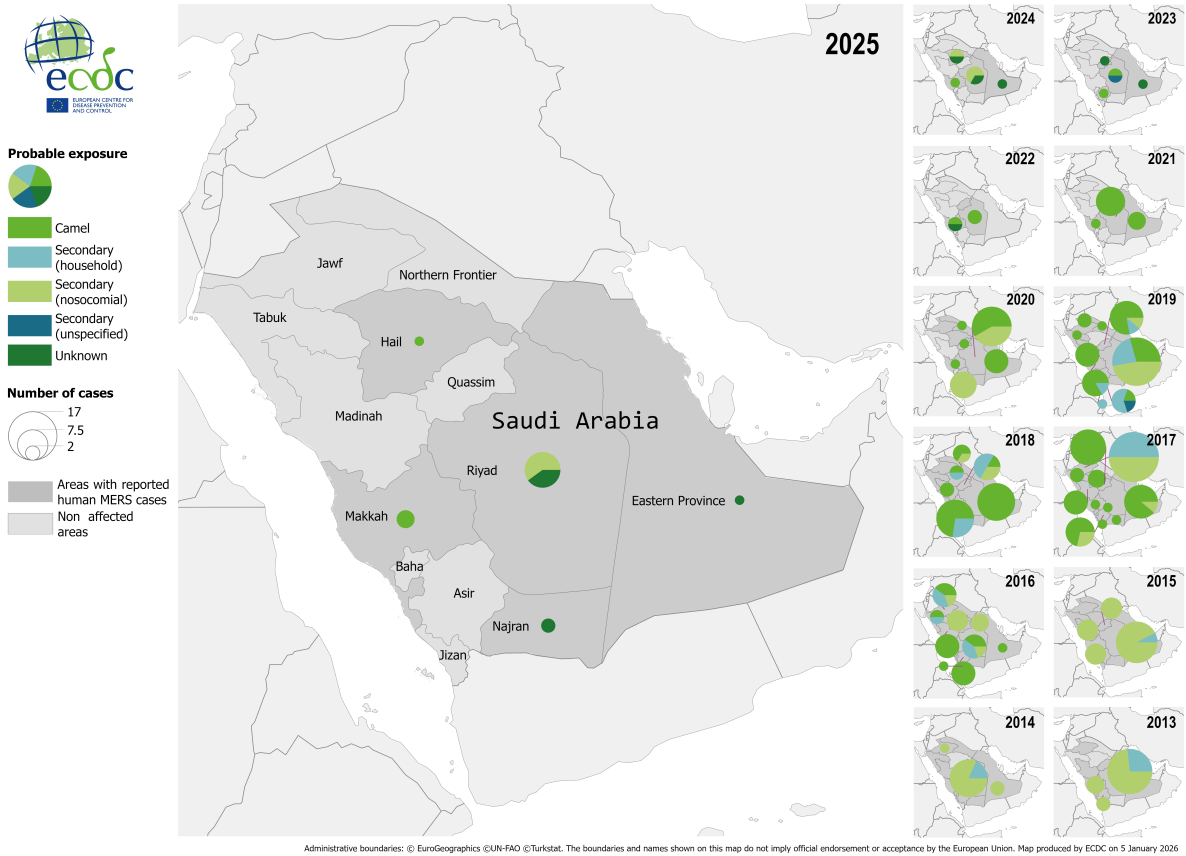 ecdc
EUROPEAN CENTRE FOR
DISEASE PREVENTION
AND CONTROL
Probable exposure
Camel
Secondary
(household)
Secondary
(nosocomial)
Secondary
(unspecified)
Unknown
Number of cases
17
7.5
2
Areas with reported
human MERS cases
Non affected
areas
2025
Jawf
Northern Frontier
Tabuk
Hail
Quassim
Madinah
Saudi Arabia
Riyad
Eastern Province
Makkah
Baha
Asir
Najran
Jizan
2024
2023
2022
2021
2020
2019
2018
2017
2016
2015
2014
2013
Administrative boundaries: © EuroGeographics ©UN-FAO ©Turkstat. The boundaries and names shown on this map do not imply official endorsement or acceptance by the European Union. Map produced by ECDC on 5 January 2026